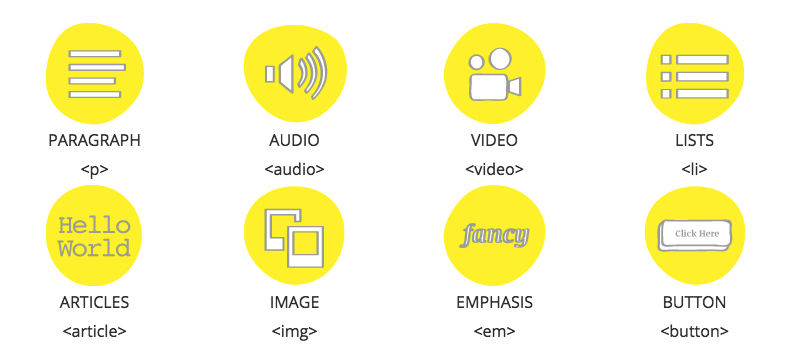 PARAGRAPH
<p>
AUDIO
<audio>
VIDEO
<video>
LISTS
<li>
Hello
World
ARTICLES
<article>
IMAGE
<img>
fancy
EMPHASIS
<em>
Click Here
BUTTON
<button>